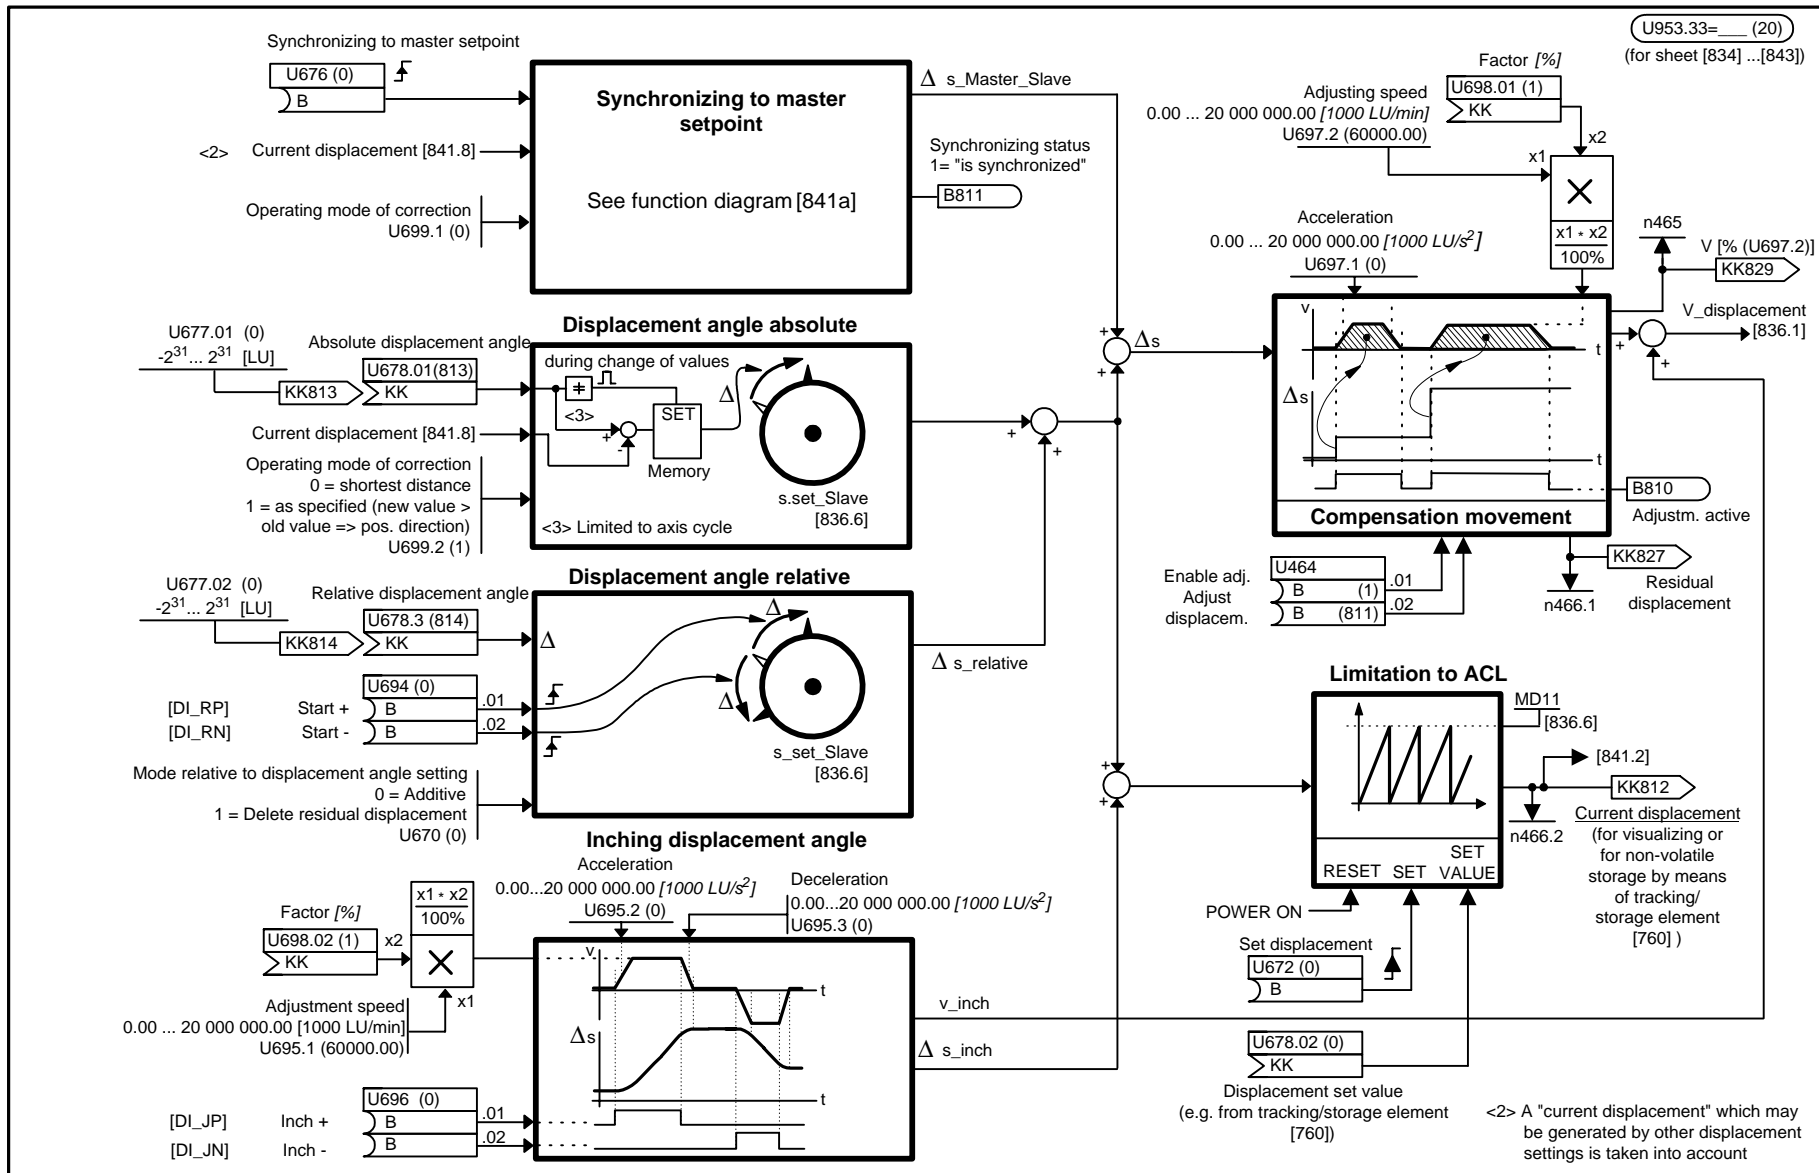 U953.33=___ (20)
(for sheet [834] ...[843])
Synchronizing to master setpoint
U676 (0)
B
<2> Current displacement [841.8]
Operating mode of correction
U699.1 (0)
Synchronizing to master
setpoint
See function diagram [841a]
Δ s_Master_Slave
Synchronizing status
1= "is synchronized"
B811
Factor [%]
U698.01 (1)
KK
Adjusting speed
0.00 ... 20 000 000.00 [1000 LU/min]
U697.2 (60000.00)
x2
x1
x1 * x2
100%
Acceleration
0.00 ... 20 000 000.00 [1000 LU/s²]
U697.1 (0)
n465
V [% (U697.2)]
KK829
V_displacement
[836.1]
Displacement angle absolute
U677.01 (0)
-2³¹... 2³¹ [LU]
KK813
Absolute displacement angle
U678.01(813)
KK
Current displacement [841.8]
Operating mode of correction
0 = shortest distance
1 = as specified (new value >
old value => pos. direction)
U699.2 (1)
during change of values
≠
<3>
+
-
SET
Memory
Δ
s.set_Slave
[836.6]
<3> Limited to axis cycle
+
+
+
+
Δs
v
t
Δs
t
+
+
Compensation movement
B810
Adjustm. active
KK827
Residual
displacement
n466.1
Enable adj.
Adjust
displacem.
U464
B (1) .01
B (811) .02
Displacement angle relative
U677.02 (0)
-2³¹... 2³¹ [LU]
KK814
Relative displacement angle
U678.3 (814)
KK
Δ
U694 (0)
[DI_RP] Start + B .01
[DI_RN] Start - B .02
Mode relative to displacement angle setting
0 = Additive
1 = Delete residual displacement
U670 (0)
Δ
Δ
s_set_Slave
[836.6]
Δ s_relative
+
+
Limitation to ACL
MD11
[836.6]
[841.2]
KK812
n466.2
Current displacement
(for visualizing or
for non-volatile
storage by means
of tracking/
storage element
[760] )
RESET SET SET
VALUE
POWER ON
Set displacement
U672 (0)
B
U678.02 (0)
KK
Displacement set value
(e.g. from tracking/storage element
[760])
Inching displacement angle
Acceleration
0.00...20 000 000.00 [1000 LU/s²]
U695.2 (0)
Deceleration
0.00...20 000 000.00 [1000 LU/s²]
U695.3 (0)
x1 * x2
100%
Factor [%]
U698.02 (1)
KK
x2
x1
Adjustment speed
0.00 ... 20 000 000.00 [1000 LU/min]
U695.1 (60000.00)
v
t
Δs
t
v_inch
Δ s_inch
U696 (0)
[DI_JP] Inch + B .01
[DI_JN] Inch - B .02
<2> A "current displacement" which may
be generated by other displacement
settings is taken into account